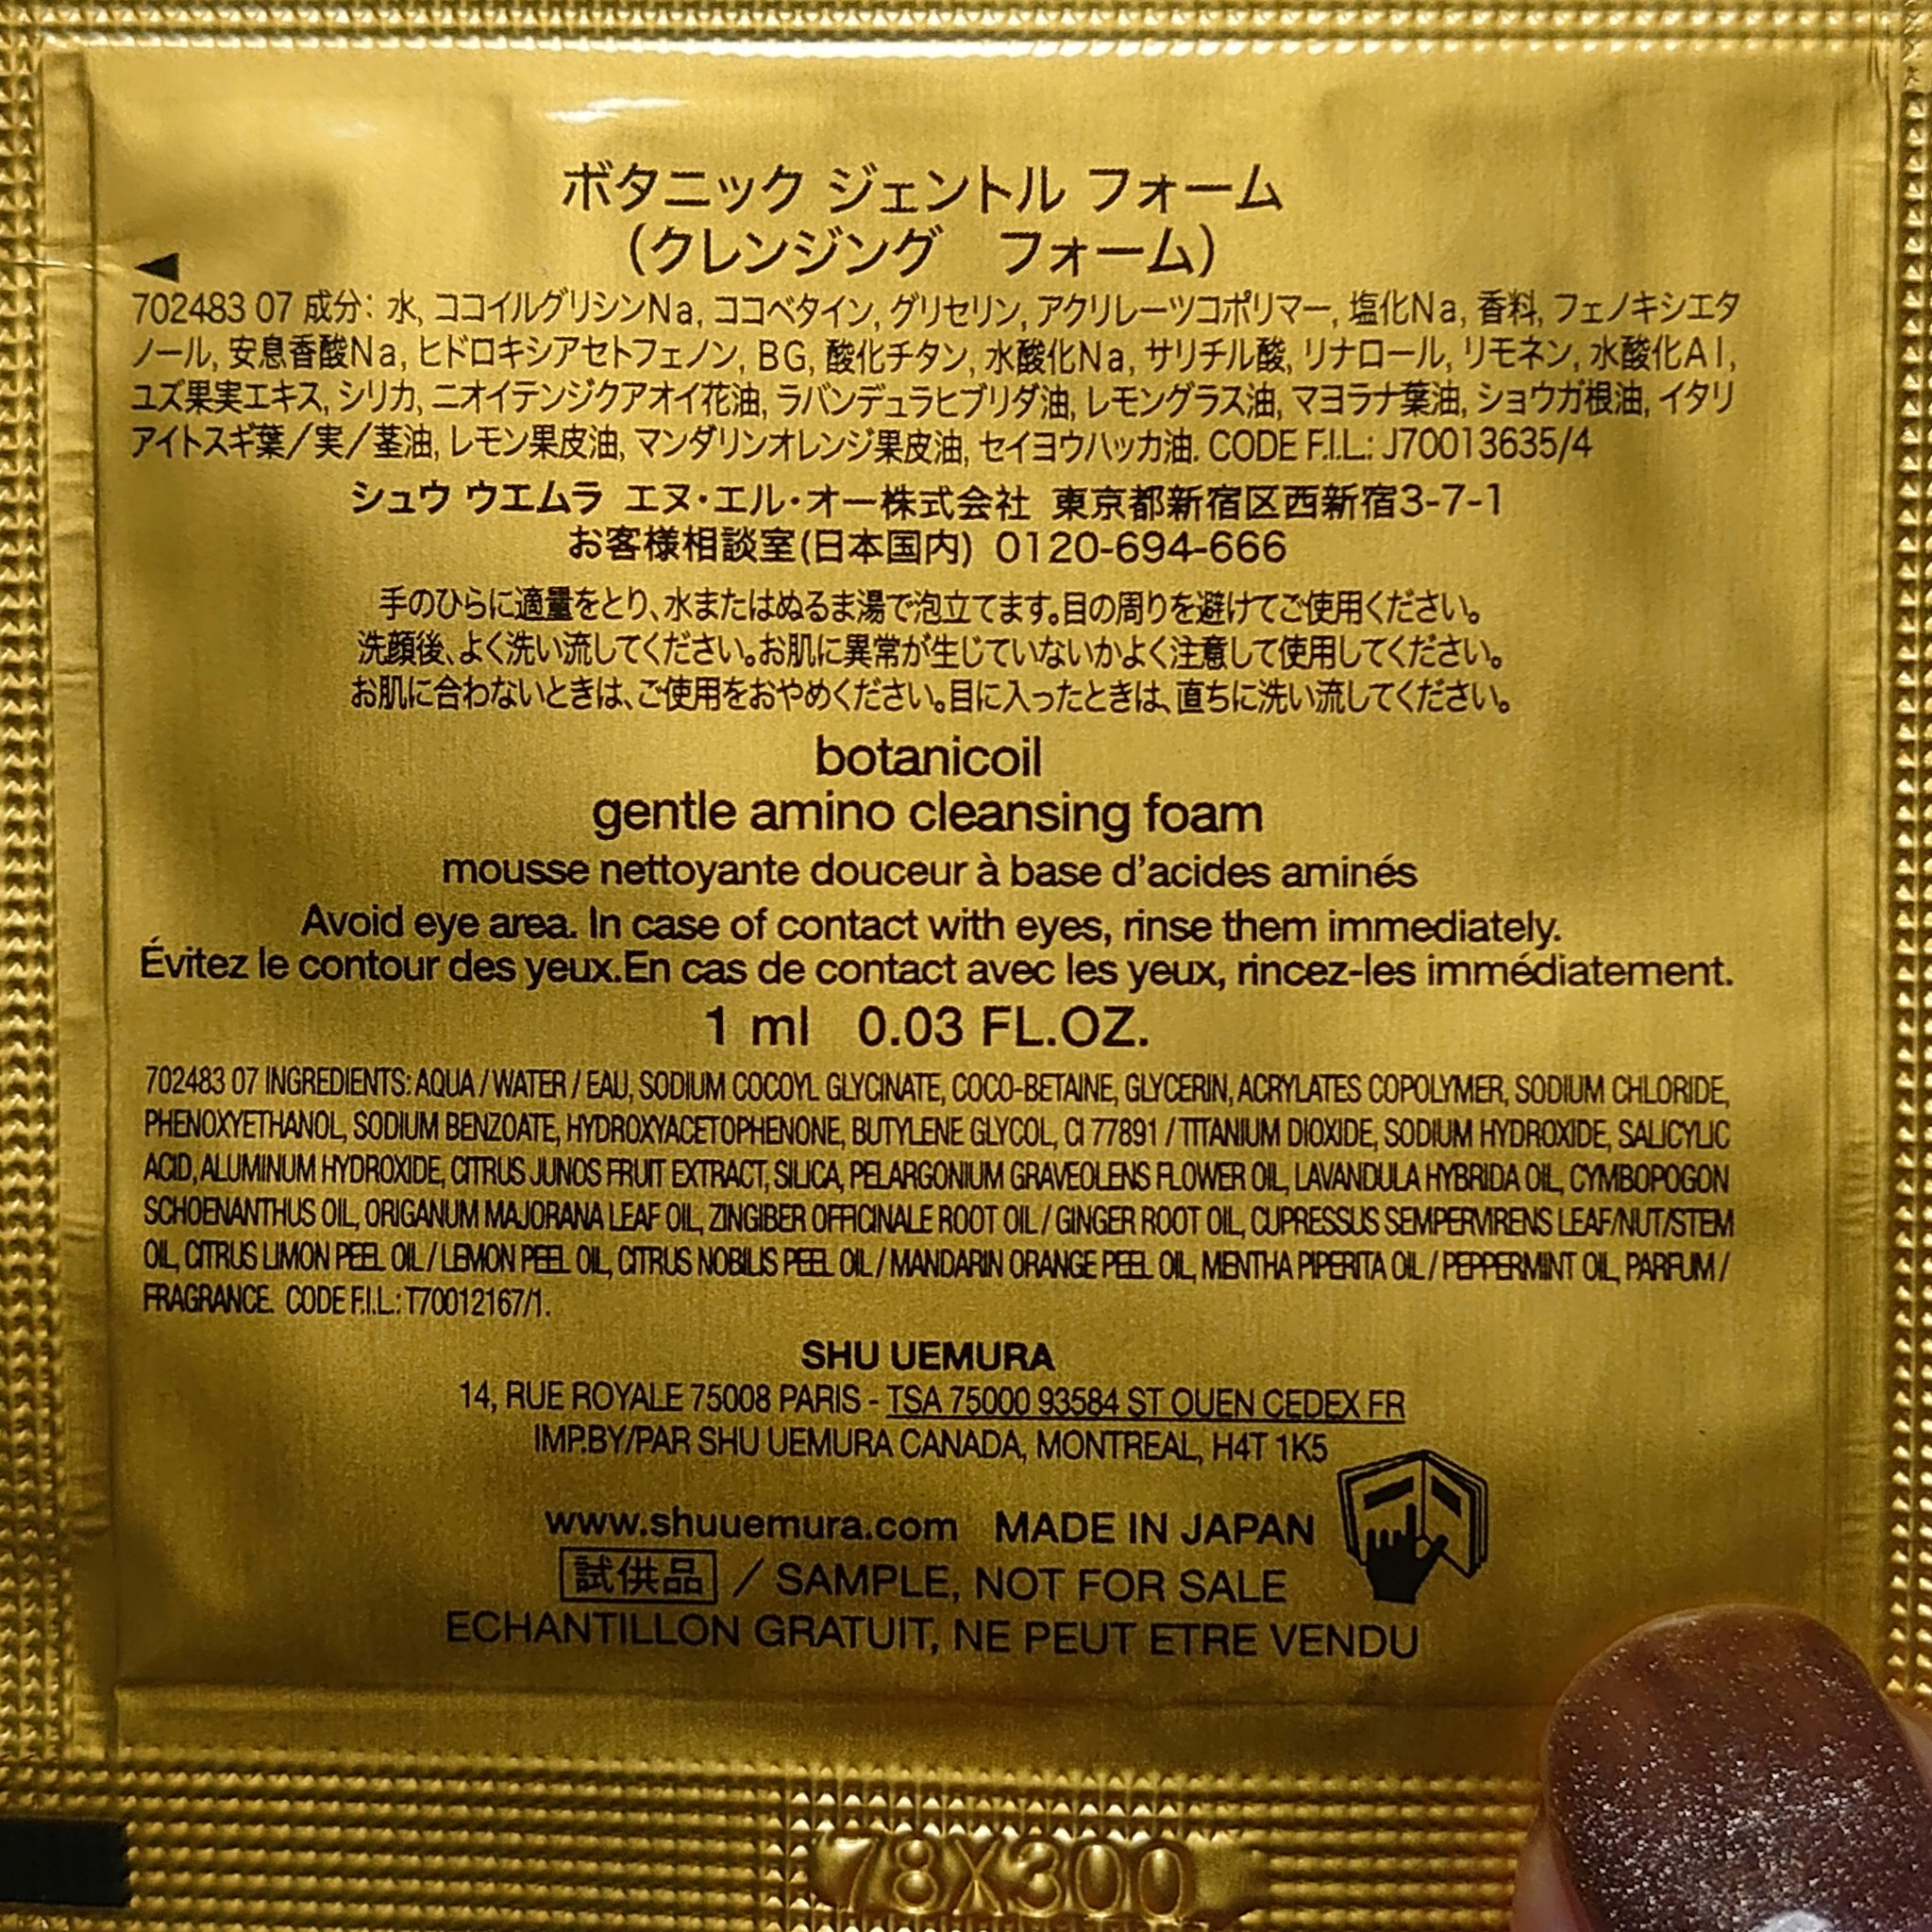 ボタニック ジェントル フォーム
(クレンジング　フォーム)
702483 07 成分: 水, ココイルグリシンNa, ココベタイン, グリセリン, アクリレーツコポリマー, 塩化Na, 香料, フェノキシエタ
ノール, 安息香酸Na, ヒドロキシアセトフェノン, BG, 酸化チタン, 水酸化Na, サリチル酸, リナロール, リモネン, 水酸化Al,
ユズ果実エキス, シリカ, ニオイテンジクアオイ花油, ラバンデュラヒブリダ油, レモングラス油, マヨラナ葉油, ショウガ根油, イタリ
アイトスギ葉/実/茎油, レモン果皮油, マンダリンオレンジ果皮油, セイヨウハッカ油. CODE F.I.L.: J70013635/4
シュウ ウエムラ エヌ・エル・オー株式会社 東京都新宿区西新宿3-7-1
お客様相談室(日本国内) 0120-694-666
手のひらに適量をとり、水またはぬるま湯で泡立てます。目の周りを避けてご使用ください。
洗顔後、よく洗い流してください。お肌に異常が生じていないかよく注意して使用してください。
お肌に合わないときは、ご使用をおやめください。目に入ったときは、直ちに洗い流してください。
botanicoil
gentle amino cleansing foam
mousse nettoyante douceur à base d'acides aminés
Avoid eye area. In case of contact with eyes, rinse them immediately.
Évitez le contour des yeux.En cas de contact avec les yeux, rincez-les immédiatement.
1 ml 0.03 FL.OZ.
702483 07 INGREDIENTS: AQUA / WATER / EAU, SODIUM COCOYL GLYCINATE, COCO-BETAINE, GLYCERIN, ACRYLATES COPOLYMER, SODIUM CHLORIDE,
PHENOXYETHANOL, SODIUM BENZOATE, HYDROXYACETOPHENONE, BUTYLENE GLYCOL, CI 77891 / TITANIUM DIOXIDE, SODIUM HYDROXIDE, SALICYLIC
ACID, ALUMINUM HYDROXIDE, CITRUS JUNOS FRUIT EXTRACT, SILICA, PELARGONIUM GRAVEOLENS FLOWER OIL, LAVANDULA HYBRIDA OIL, CYMBOPOGON
SCHOENANTHUS OIL, ORIGANUM MAJORANA LEAF OIL, ZINGIBER OFFICINALE ROOT OIL / GINGER ROOT OIL, CUPRESSUS SEMPERVIRENS LEAF/NUT/STEM
OIL, CITRUS LIMON PEEL OIL / LEMON PEEL OIL, CITRUS NOBILIS PEEL OIL / MANDARIN ORANGE PEEL OIL, MENTHA PIPERITA OIL / PEPPERMINT OIL, PARFUM /
FRAGRANCE. CODE F.I.L.: T70012167/1.
SHU UEMURA
14, RUE ROYALE 75008 PARIS - TSA 75000 93584 ST OUEN CEDEX FR
IMP.BY/PAR SHU UEMURA CANADA, MONTREAL, H4T 1K5
www.shuuemura.com MADE IN JAPAN
試供品 / SAMPLE, NOT FOR SALE
ECHANTILLON GRATUIT, NE PEUT ETRE VENDU
78X300